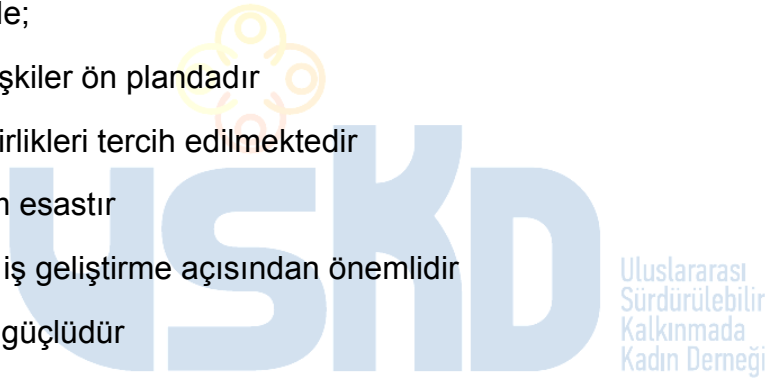 le;
şkiler ön plandadır
irlikleri tercih edilmektedir
n esastır
iş geliştirme açısından önemlidir
güçlüdür
USKD
Uluslararası
Sürdürülebilir
Kalkınmada
Kadın Derneği